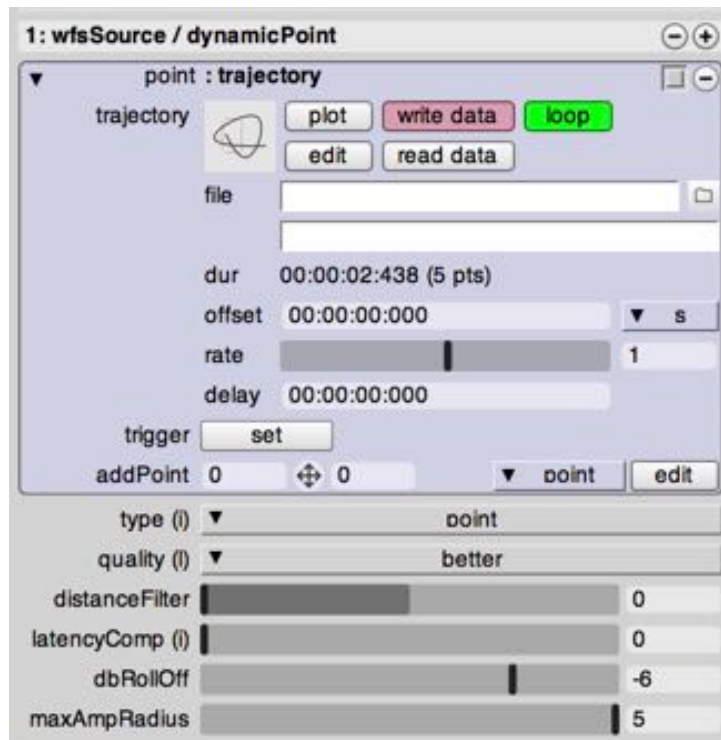 1: wfsSource / dynamicPoint
point : trajectory
trajectory plot write data loop
edit read data
file
dur 00:00:02:438 (5 pts)
offset 00:00:00:000 s
rate 1
delay 00:00:00:000
trigger set
addPoint 0 0 point edit
type (i) point
quality (l) better
distanceFilter 0
latencyComp (i) 0
dbRollOff -6
maxAmpRadius 5